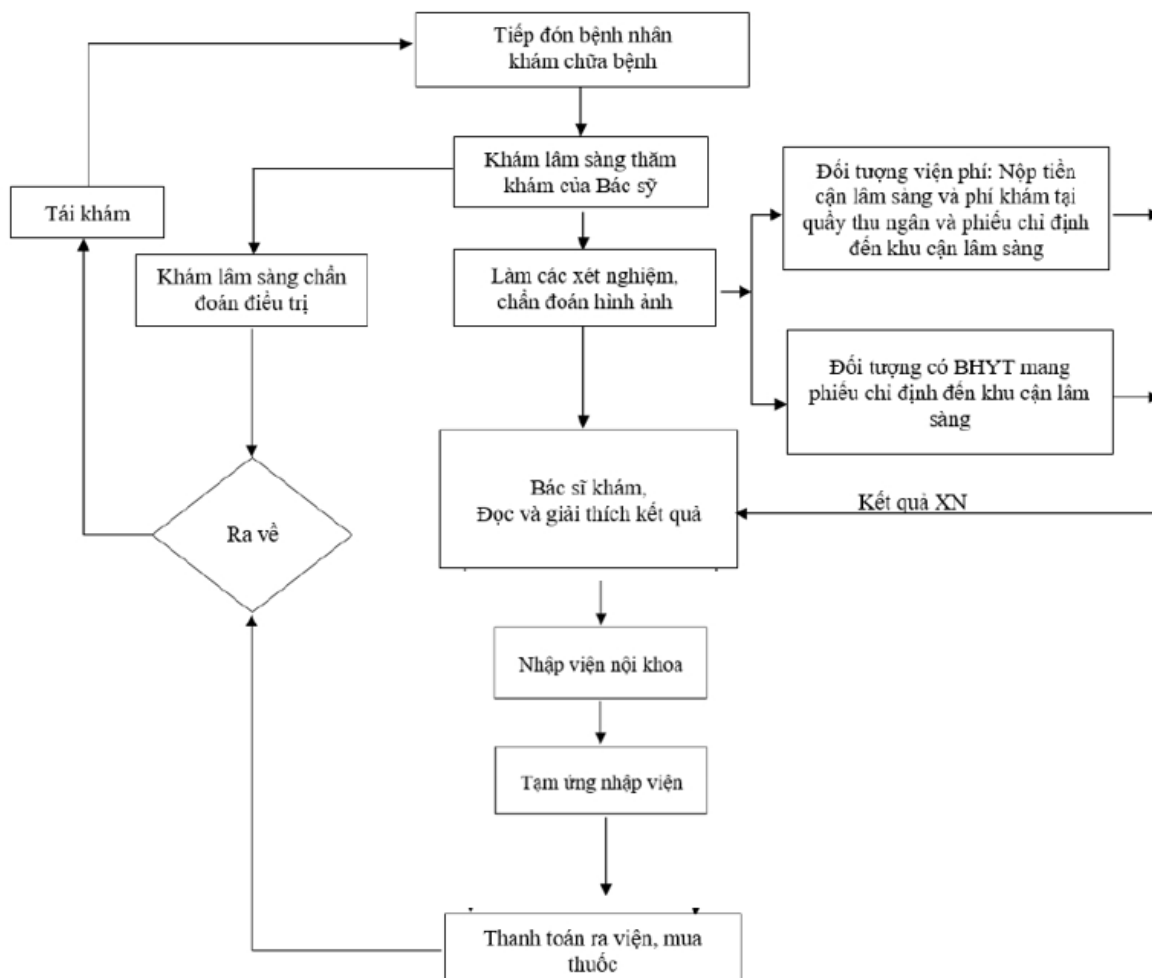 Tiếp đón bệnh nhân
khám chữa bệnh
Khám lâm sàng thăm
khám của Bác sỹ
Đối tượng viện phí: Nộp tiền
cận lâm sàng và phí khám tại
quầy thu ngân và phiếu chỉ định
đến khu cận lâm sàng
Tái khám
Khám lâm sàng chẩn
đoán điều trị
Làm các xét nghiệm,
chẩn đoán hình ảnh
Đối tượng có BHYT mang
phiếu chỉ định đến khu cận lâm
sàng
Bác sĩ khám,
Đọc và giải thích kết quả
Kết quả XN
Ra về
Nhập viện nội khoa
Tạm ứng nhập viện
Thanh toán ra viện, mua
thuốc